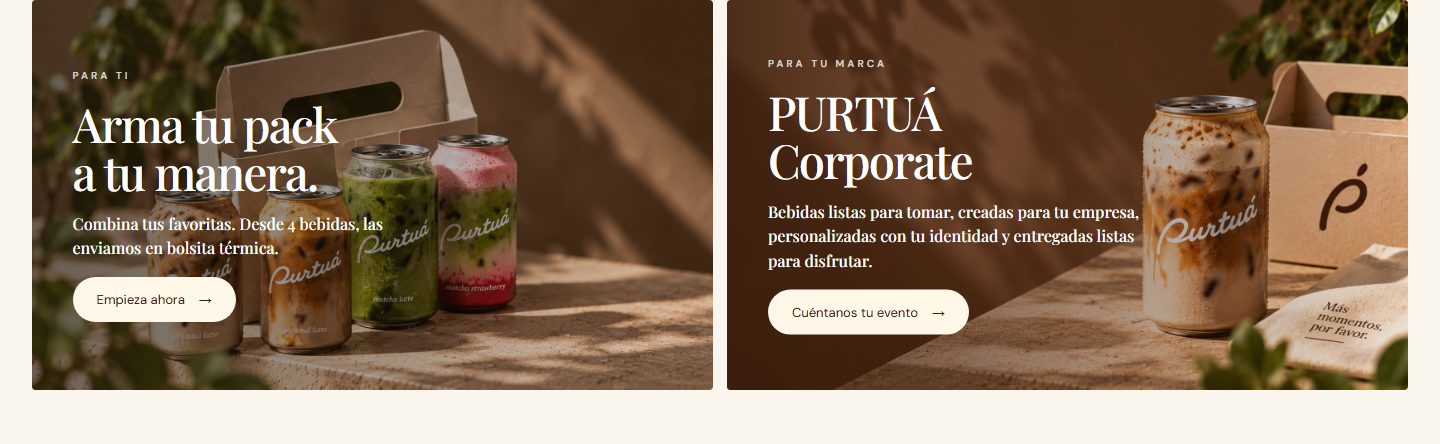 PARA TI
Arma tu pack
a tu manera.
Combina tus favoritas. Desde 4 bebidas, las
enviamos en bolsita térmica.
Empieza ahora →
Purtuá
Purtuá
Purtuá
caramel latte
matcha latte
matcha strawberry
PARA TU MARCA
PURTUÁ
Corporate
Bebidas listas para tomar, creadas para tu empresa,
personalizadas con tu identidad y entregadas listas
para disfrutar.
Cuéntanos tu evento →
Purtuá
Más
momentos,
por favor.